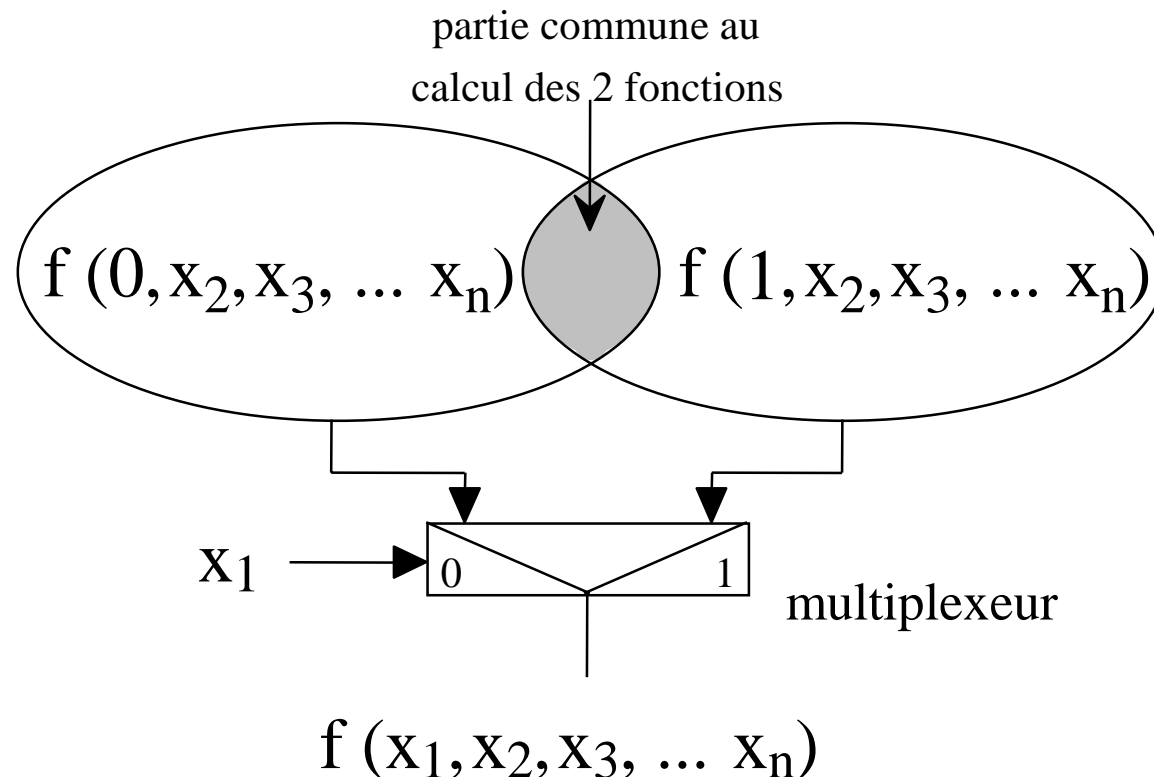 partie commune au
calcul des 2 fonctions
f (0,x₂,x₃, ... xₙ)
f (1,x₂,x₃, ... xₙ)
x₁
0
1
multiplexeur
f (x₁,x₂,x₃, ... xₙ)